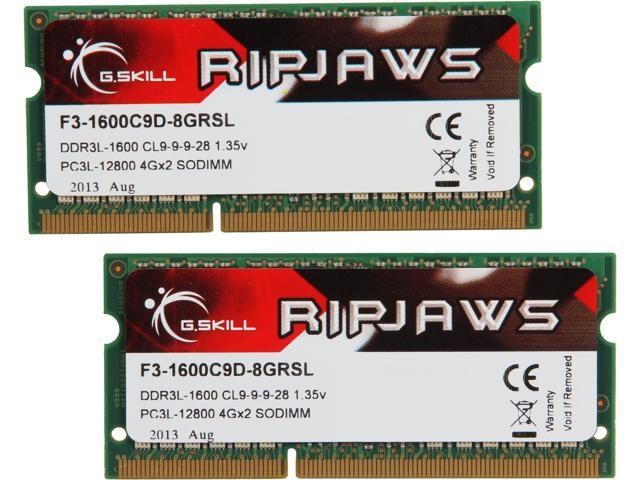 G.SKILL RIPJAWS
F3-1600C9D-8GRSL
DDR3L-1600 CL9-9-9-28 1.35v
PC3L-12800 4Gx2 SODIMM
2013 Aug
CE
Void If Removed
Warranty
G.SKILL RIPJAWS
F3-1600C9D-8GRSL
DDR3L-1600 CL9-9-9-28 1.35v
PC3L-12800 4Gx2 SODIMM
2013 Aug
CE
Void If Removed
Warranty